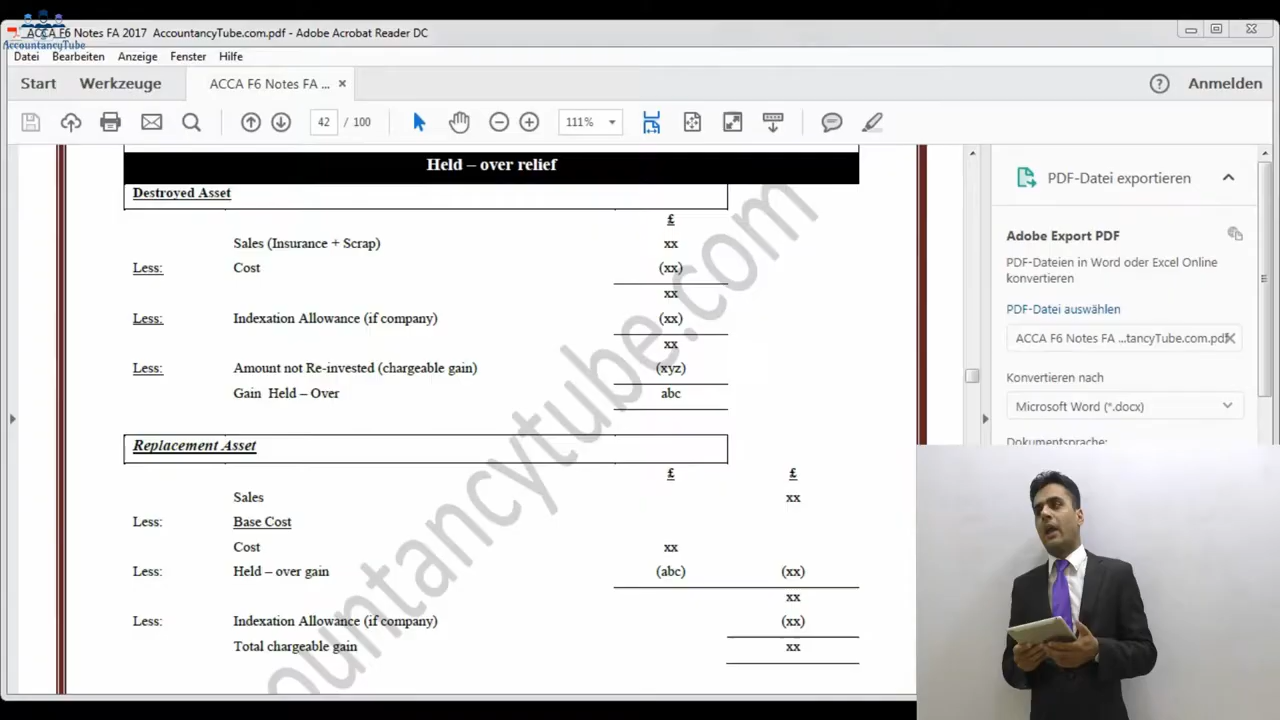 ACCA F6 Notes FA 2017 AccountancyTube.com.pdf - Adobe Acrobat Reader DC
AccountancyTube
Datei Bearbeiten Anzeige Fenster Hilfe
Start Werkzeuge ACCA F6 Notes FA ... × ? Anmelden
42 / 100 111%
Held – over relief
Destroyed Asset
£
Sales (Insurance + Scrap) xx
Less: Cost (xx)
xx
Less: Indexation Allowance (if company) (xx)
xx
Less: Amount not Re-invested (chargeable gain) (xyz)
Gain Held – Over abc
Replacement Asset
£ £
Sales xx
Less: Base Cost
Cost xx
Less: Held – over gain (abc) (xx)
xx
Less: Indexation Allowance (if company) (xx)
Total chargeable gain xx
ountancytube.com
PDF-Datei exportieren
Adobe Export PDF
PDF-Dateien in Word oder Excel Online
konvertieren
PDF-Datei auswählen
ACCA F6 Notes FA ...tancyTube.com.pdf
Konvertieren nach
Microsoft Word (*.docx)
Dokumentsprache: